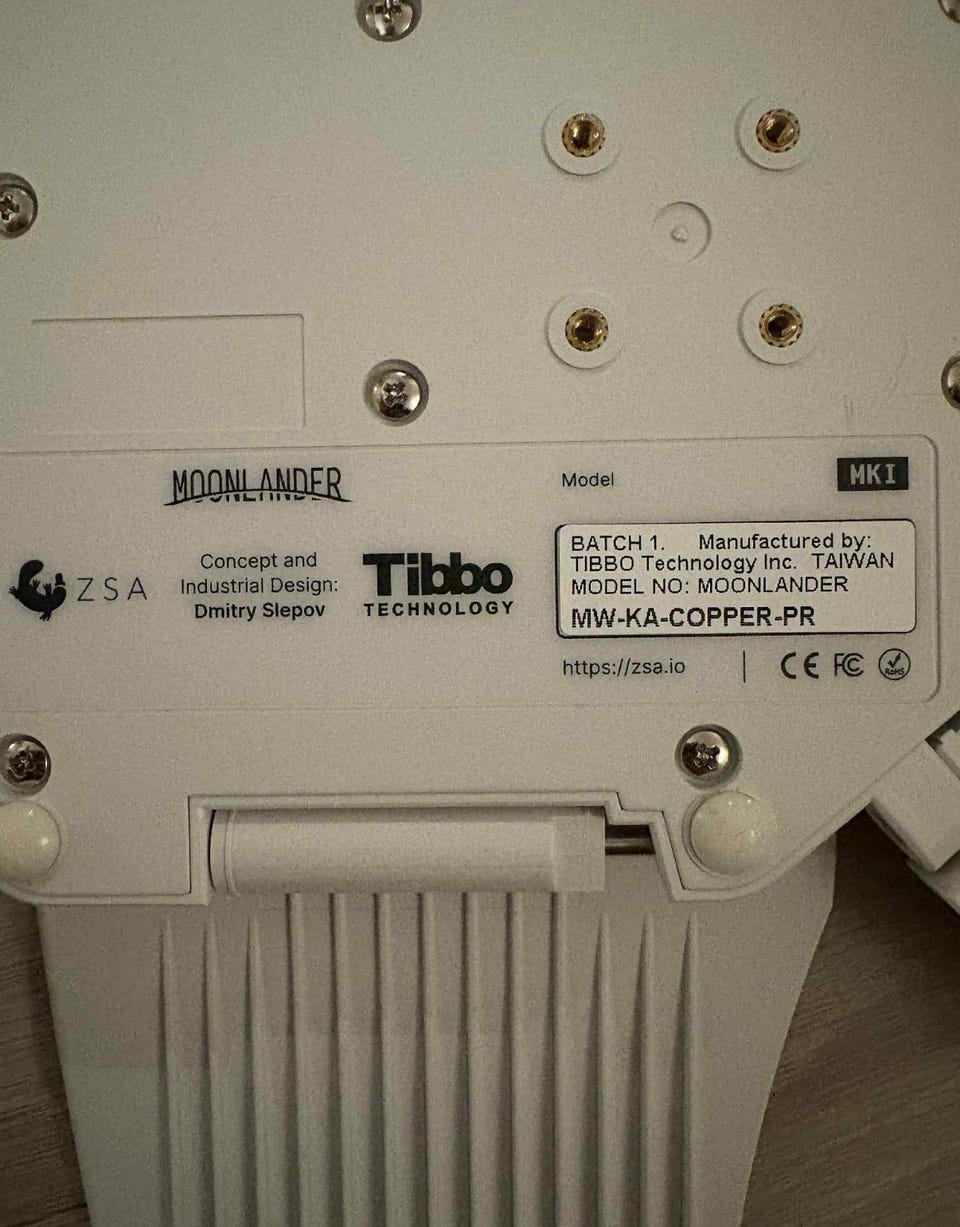 MOONLANDER
Model
MKI
ZSA
Concept and
Industrial Design:
Dmitry Slepov
Tibbo
TECHNOLOGY
BATCH 1. Manufactured by:
TIBBO Technology Inc. TAIWAN
MODEL NO: MOONLANDER
MW-KA-COPPER-PR
https://zsa.io
CE FC RoHS